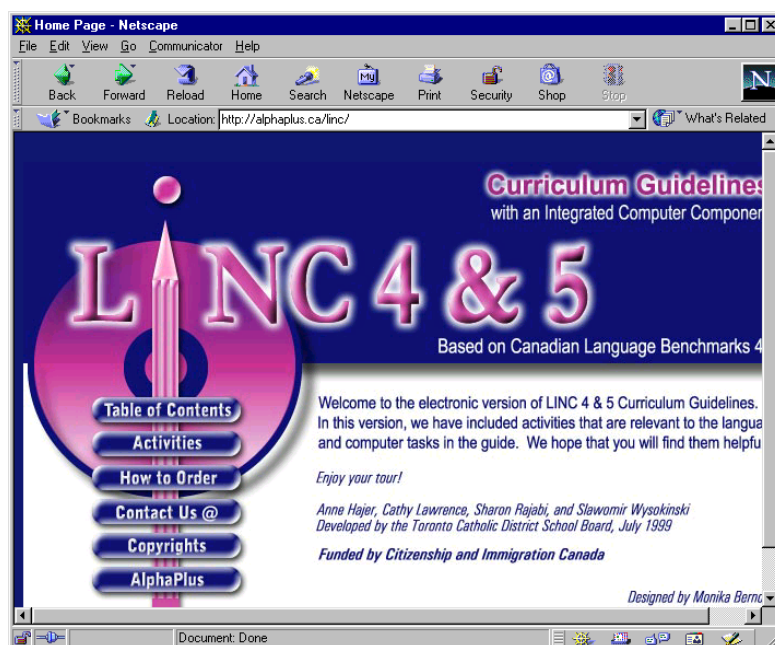 Home Page - Netscape
File Edit View Go Communicator Help
Back Forward Reload Home Search Netscape Print Security Shop Stop
My
N
Bookmarks Location: http://alphaplus.ca/linc/ What's Related
Curriculum Guidelines
with an Integrated Computer Componen
LiNC 4 & 5
Based on Canadian Language Benchmarks 4
Table of Contents
Activities
How to Order
Contact Us @
Copyrights
AlphaPlus
Welcome to the electronic version of LINC 4 & 5 Curriculum Guidelines.
In this version, we have included activities that are relevant to the langua
and computer tasks in the guide. We hope that you will find them helpfu
Enjoy your tour!
Anne Hajer, Cathy Lawrence, Sharon Rajabi, and Slawomir Wysokinski
Developed by the Toronto Catholic District School Board, July 1999
Funded by Citizenship and Immigration Canada
Designed by Monika Bernc
Document: Done